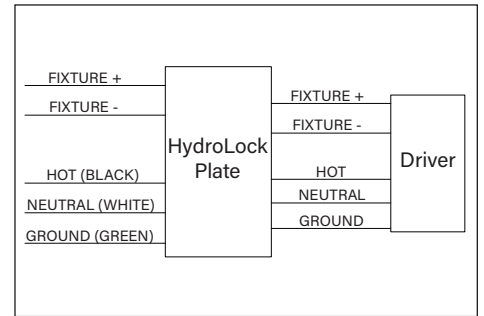 FIXTURE +
FIXTURE -
HOT (BLACK)
NEUTRAL (WHITE)
GROUND (GREEN)
HydroLock
Plate
FIXTURE +
FIXTURE -
HOT
NEUTRAL
GROUND
Driver